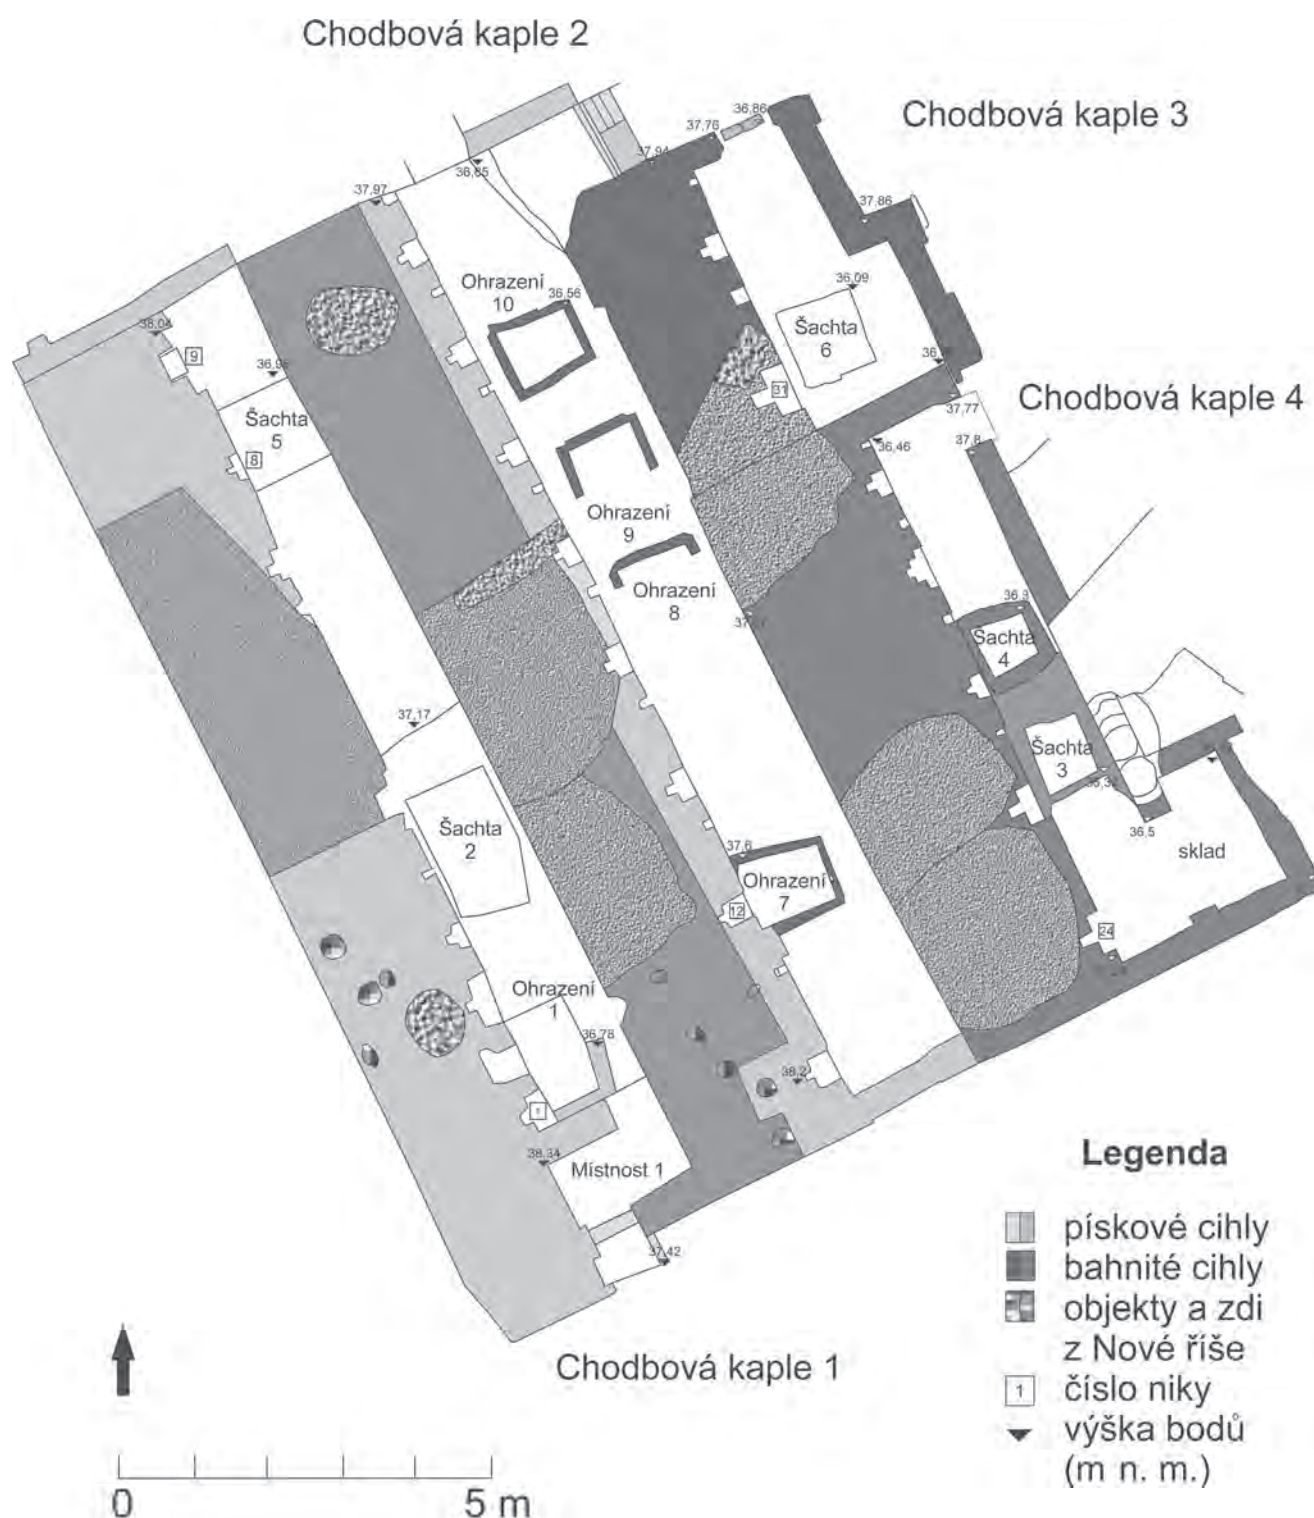 Chodbová kaple 2
36,86
37,76
Chodbová kaple 3
37,94
36,65
37,97
37,86
Ohrazení
10
36,56
36,09
Šachta
6
38,04
9
Šachta
5
31
Chodbová kaple 4
37,77
37,8
36,46
8
Ohrazení
9
Ohrazení
8
36,3
Šachta
4
37,17
Šachta
3
36,5
sklad
Šachta
2
37,6
Ohrazení
7
12
24
Ohrazení
1
36,78
38,2
1
38,34
Místnost 1
37,42
Chodbová kaple 1
Legenda
pískové cihly
bahnité cihly
objekty a zdi
z Nové říše
1 číslo niky
výška bodů
(m n. m.)
0 5 m